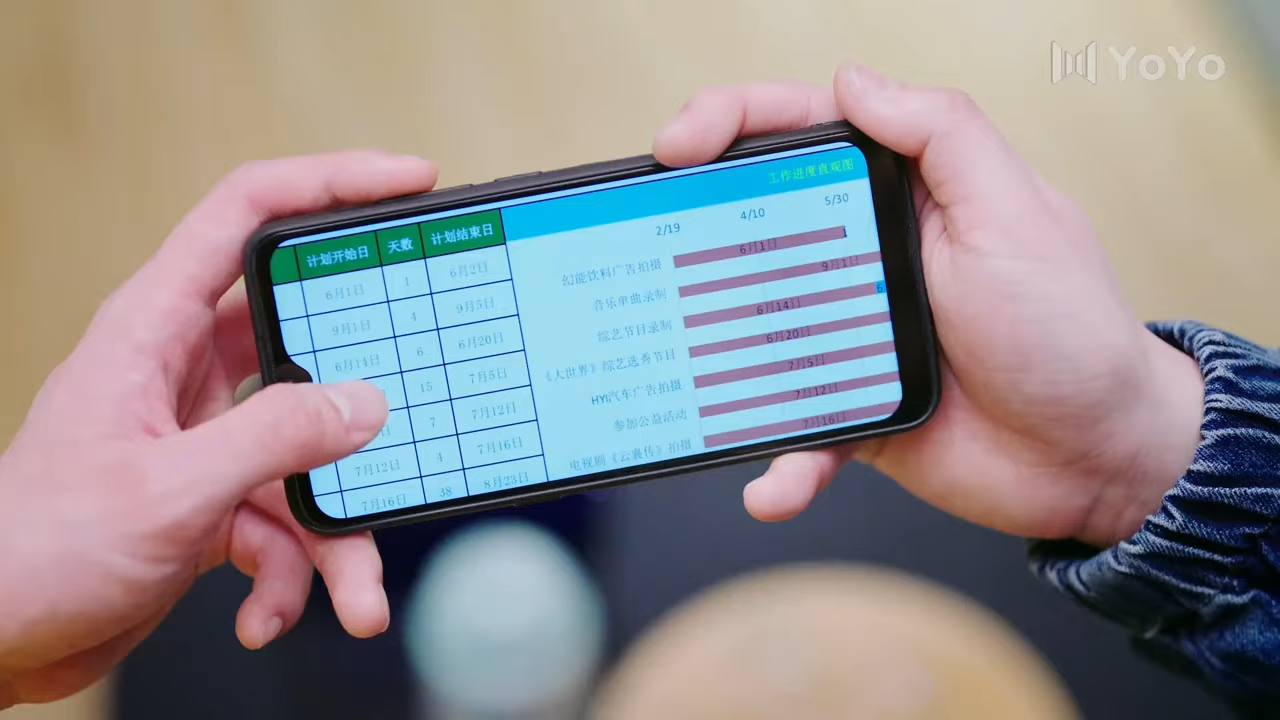 YoYo
工作进度直观图
计划开始日 天数 计划结束日
6月1日 1 6月2日
9月1日 4 9月5日
6月14日 6 6月20日
15 7月5日
7 7月12日
7月12日 4 7月16日
7月16日 38 8月23日
2/19 4/10 5/30
幻能饮料广告拍摄 6月1日 1
音乐单曲录制 9月1日
综艺节目录制 6月14日 6
《大世界》综艺选秀节目 6月20日
HYI汽车广告拍摄 7月5日
参加公益活动 7月12日
电视剧《云襄传》拍摄 7月16日